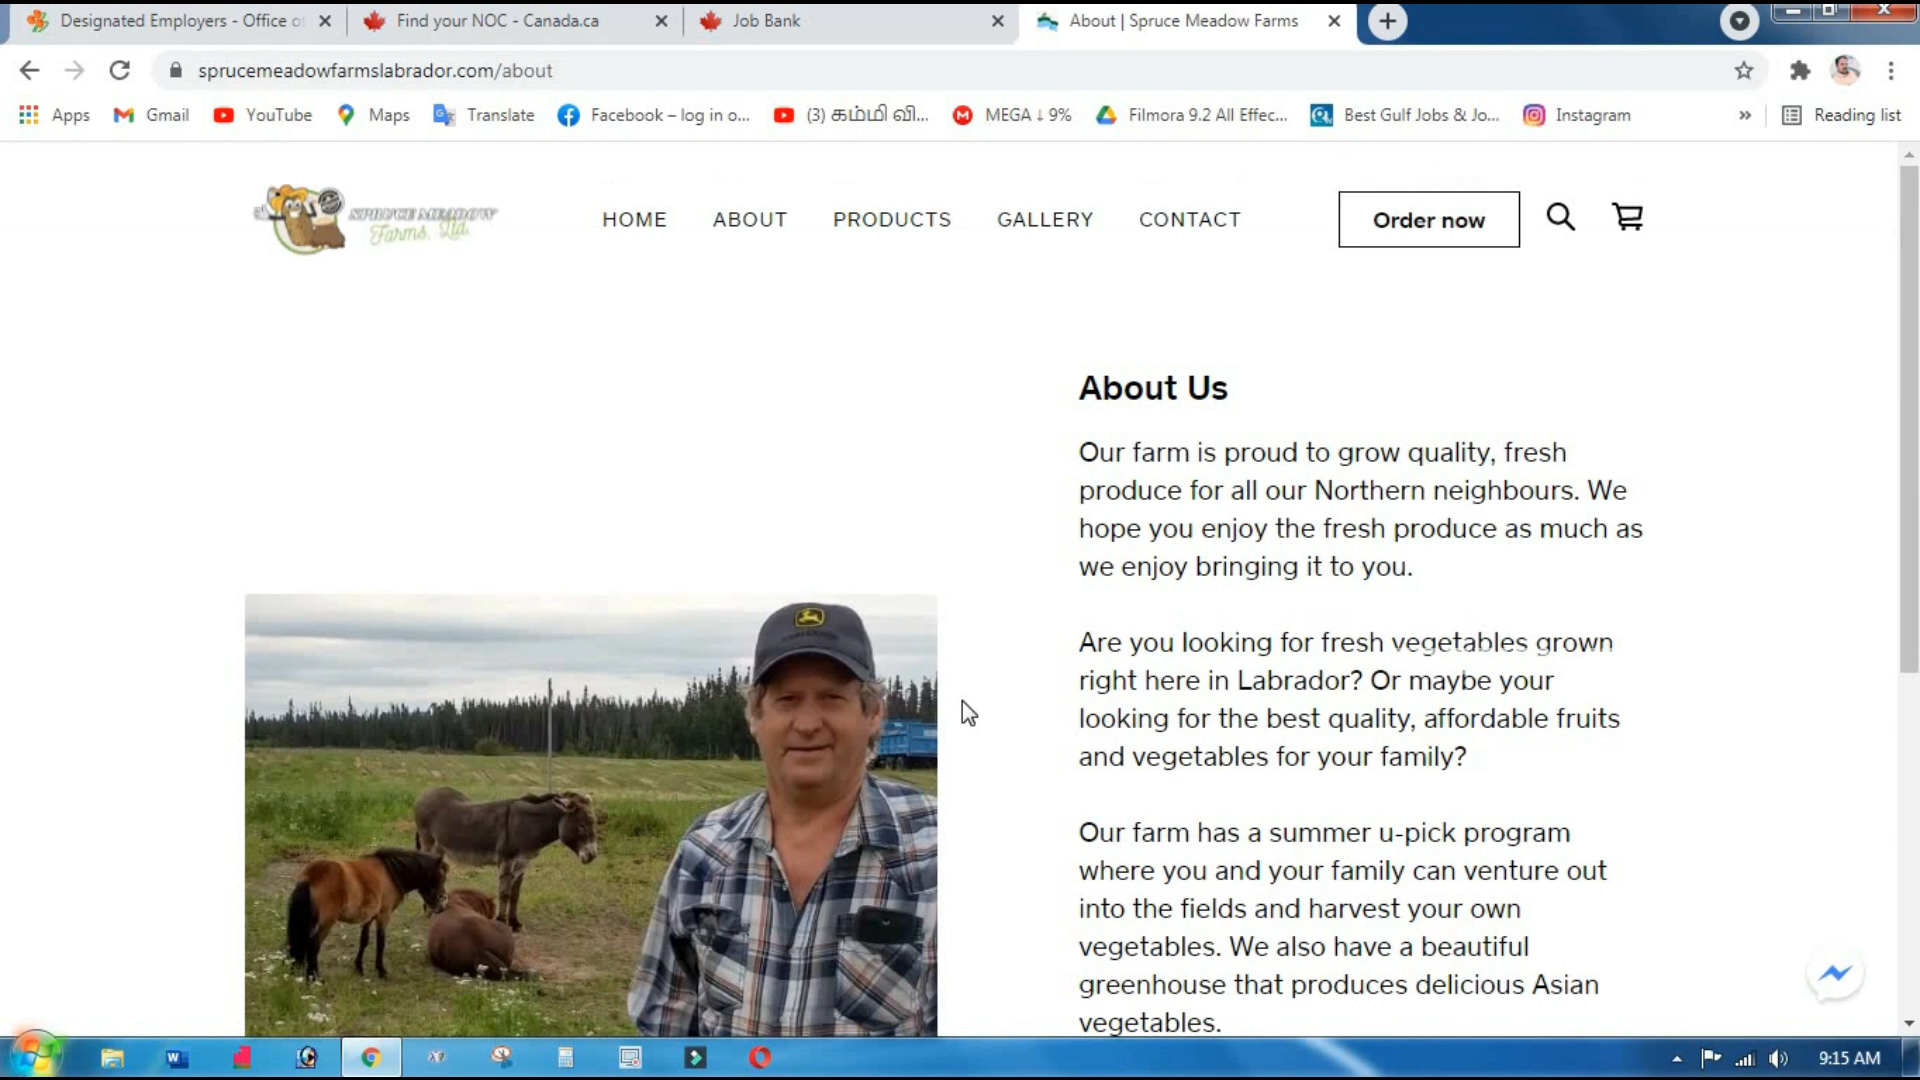 Designated Employers - Office o
Find your NOC - Canada.ca
Job Bank
About | Spruce Meadow Farms
sprucemeadowfarmslabrador.com/about
Apps
Gmail
YouTube
Maps
Translate
Facebook – log in o...
(3) கம்மி வி...
MEGA ↓ 9%
Filmora 9.2 All Effec...
Best Gulf Jobs & Jo...
Instagram
»
Reading list
SPRUCE MEADOW
Farms, Ltd.
HOME
ABOUT
PRODUCTS
GALLERY
CONTACT
Order now
About Us
Our farm is proud to grow quality, fresh
produce for all our Northern neighbours. We
hope you enjoy the fresh produce as much as
we enjoy bringing it to you.
Are you looking for fresh vegetables grown
right here in Labrador? Or maybe your
looking for the best quality, affordable fruits
and vegetables for your family?
Our farm has a summer u-pick program
where you and your family can venture out
into the fields and harvest your own
vegetables. We also have a beautiful
greenhouse that produces delicious Asian
vegetables.
9:15 AM